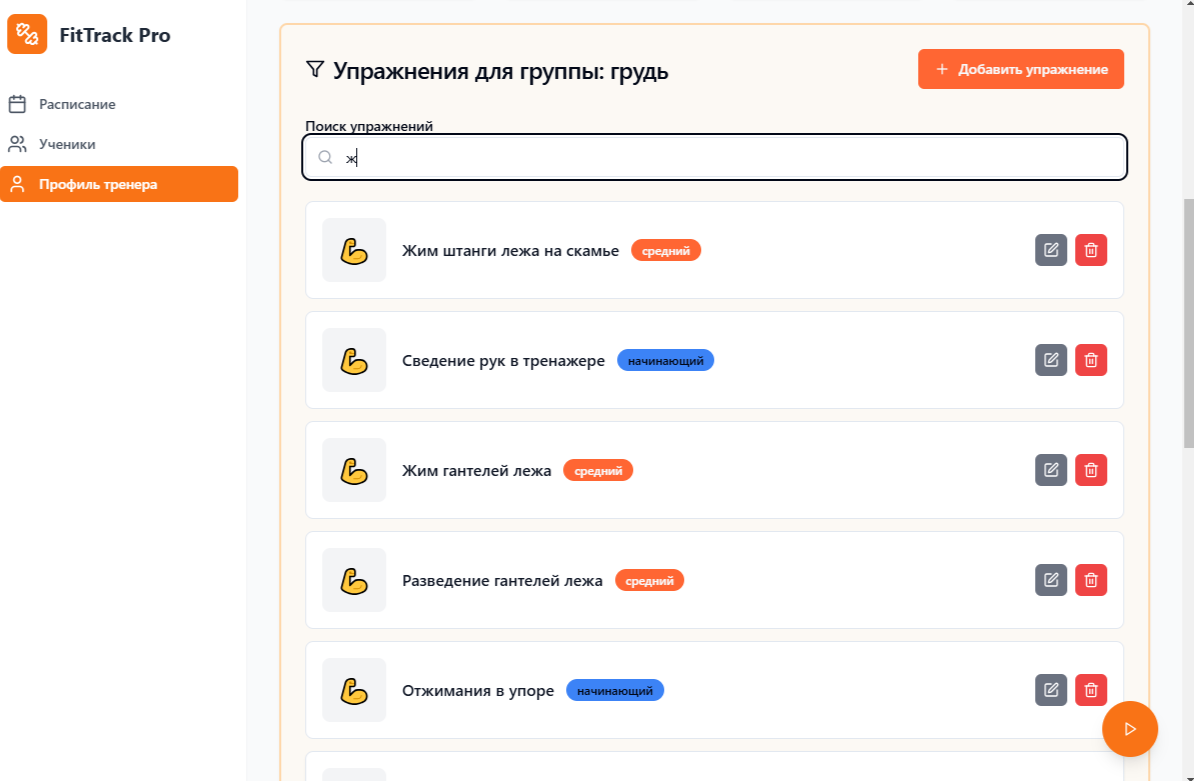 FitTrack Pro
Расписание
Ученики
Профиль тренера
Упражнения для группы: грудь
Добавить упражнение
Поиск упражнений
ж
Жим штанги лежа на скамье средний
Сведение рук в тренажере начинающий
Жим гантелей лежа средний
Разведение гантелей лежа средний
Отжимания в упоре начинающий